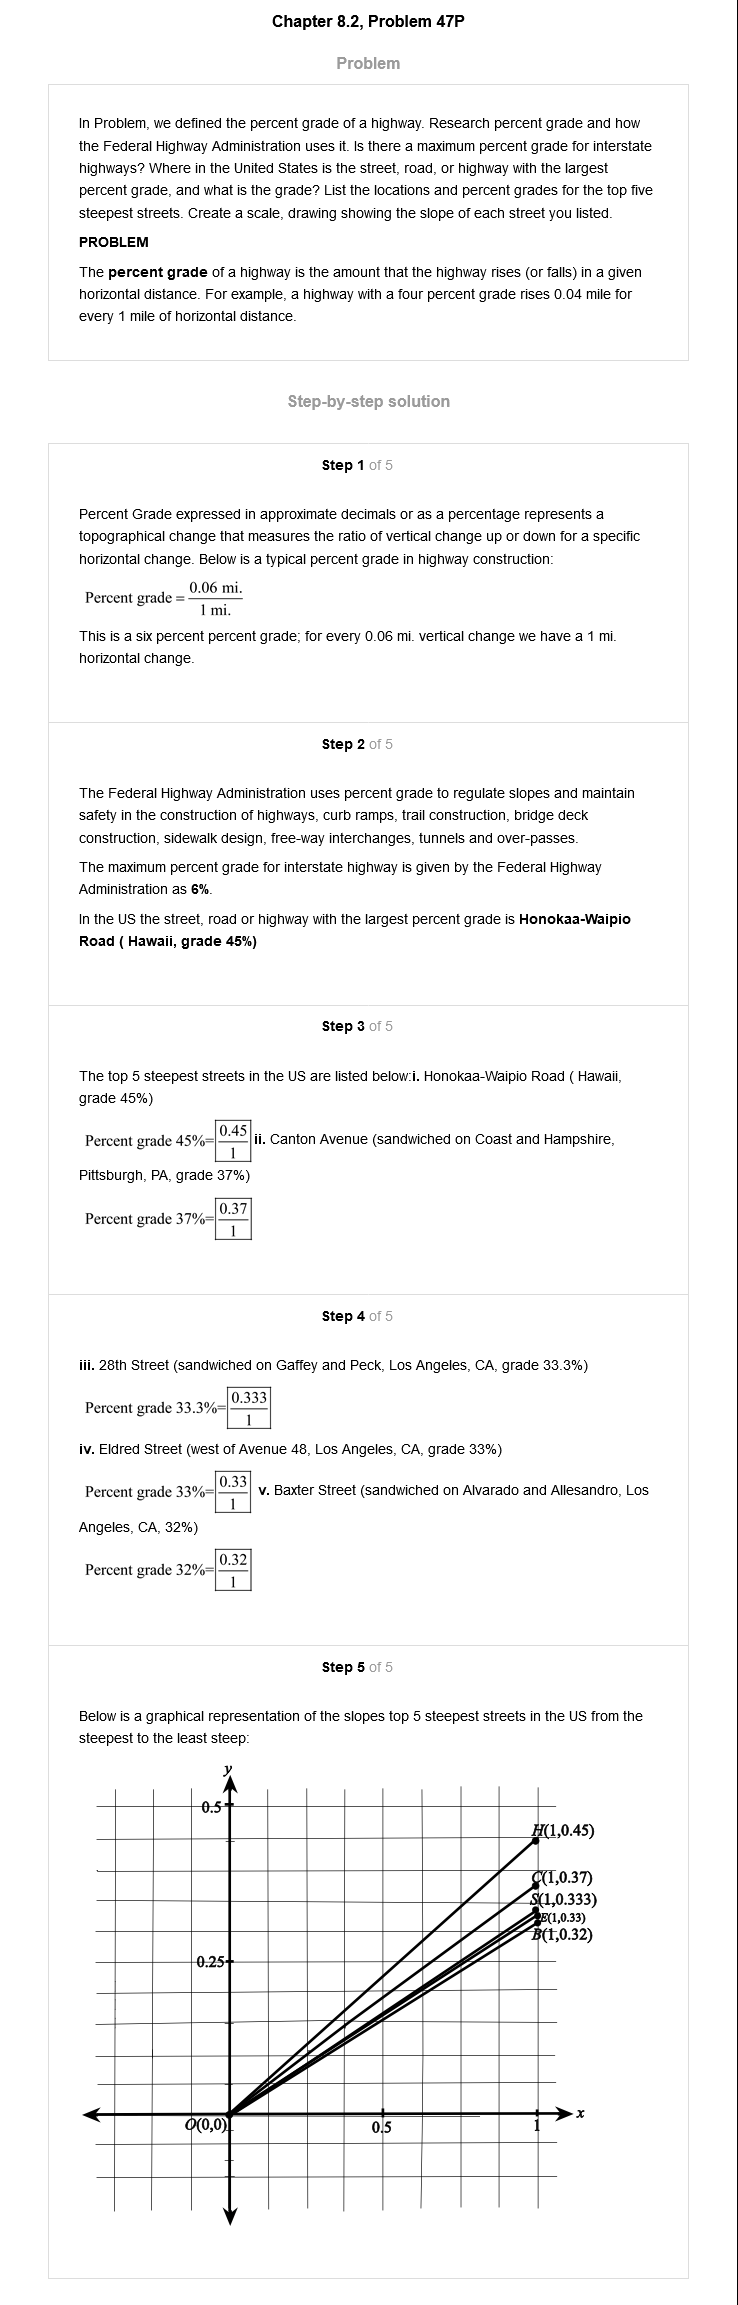 Chapter 8.2, Problem 47P
Problem
In Problem, we defined the percent grade of a highway. Research percent grade and how
the Federal Highway Administration uses it. Is there a maximum percent grade for interstate
highways? Where in the United States is the street, road, or highway with the largest
percent grade, and what is the grade? List the locations and percent grades for the top five
steepest streets. Create a scale, drawing showing the slope of each street you listed.
PROBLEM
The percent grade of a highway is the amount that the highway rises (or falls) in a given
horizontal distance. For example, a highway with a four percent grade rises 0.04 mile for
every 1 mile of horizontal distance.
Step-by-step solution
Step 1 of 5
Percent Grade expressed in approximate decimals or as a percentage represents a
topographical change that measures the ratio of vertical change up or down for a specific
horizontal change. Below is a typical percent grade in highway construction:
Percent grade = 0.06 mi. / 1 mi.
This is a six percent percent grade; for every 0.06 mi. vertical change we have a 1 mi.
horizontal change.
Step 2 of 5
The Federal Highway Administration uses percent grade to regulate slopes and maintain
safety in the construction of highways, curb ramps, trail construction, bridge deck
construction, sidewalk design, free-way interchanges, tunnels and over-passes.
The maximum percent grade for interstate highway is given by the Federal Highway
Administration as 6%.
In the US the street, road or highway with the largest percent grade is Honokaa-Waipio
Road ( Hawaii, grade 45%)
Step 3 of 5
The top 5 steepest streets in the US are listed below:i. Honokaa-Waipio Road ( Hawaii,
grade 45%)
Percent grade 45%= 0.45 / 1 ii. Canton Avenue (sandwiched on Coast and Hampshire,
Pittsburgh, PA, grade 37%)
Percent grade 37%= 0.37 / 1
Step 4 of 5
iii. 28th Street (sandwiched on Gaffey and Peck, Los Angeles, CA, grade 33.3%)
Percent grade 33.3%= 0.333 / 1
iv. Eldred Street (west of Avenue 48, Los Angeles, CA, grade 33%)
Percent grade 33%= 0.33 / 1 v. Baxter Street (sandwiched on Alvarado and Allesandro, Los
Angeles, CA, 32%)
Percent grade 32%= 0.32 / 1
Step 5 of 5
Below is a graphical representation of the slopes top 5 steepest streets in the US from the
steepest to the least steep:
y
0.5
H(1,0.45)
C(1,0.37)
S(1,0.333)
E(1,0.33)
B(1,0.32)
0.25
x
O(0,0)
0.5
1